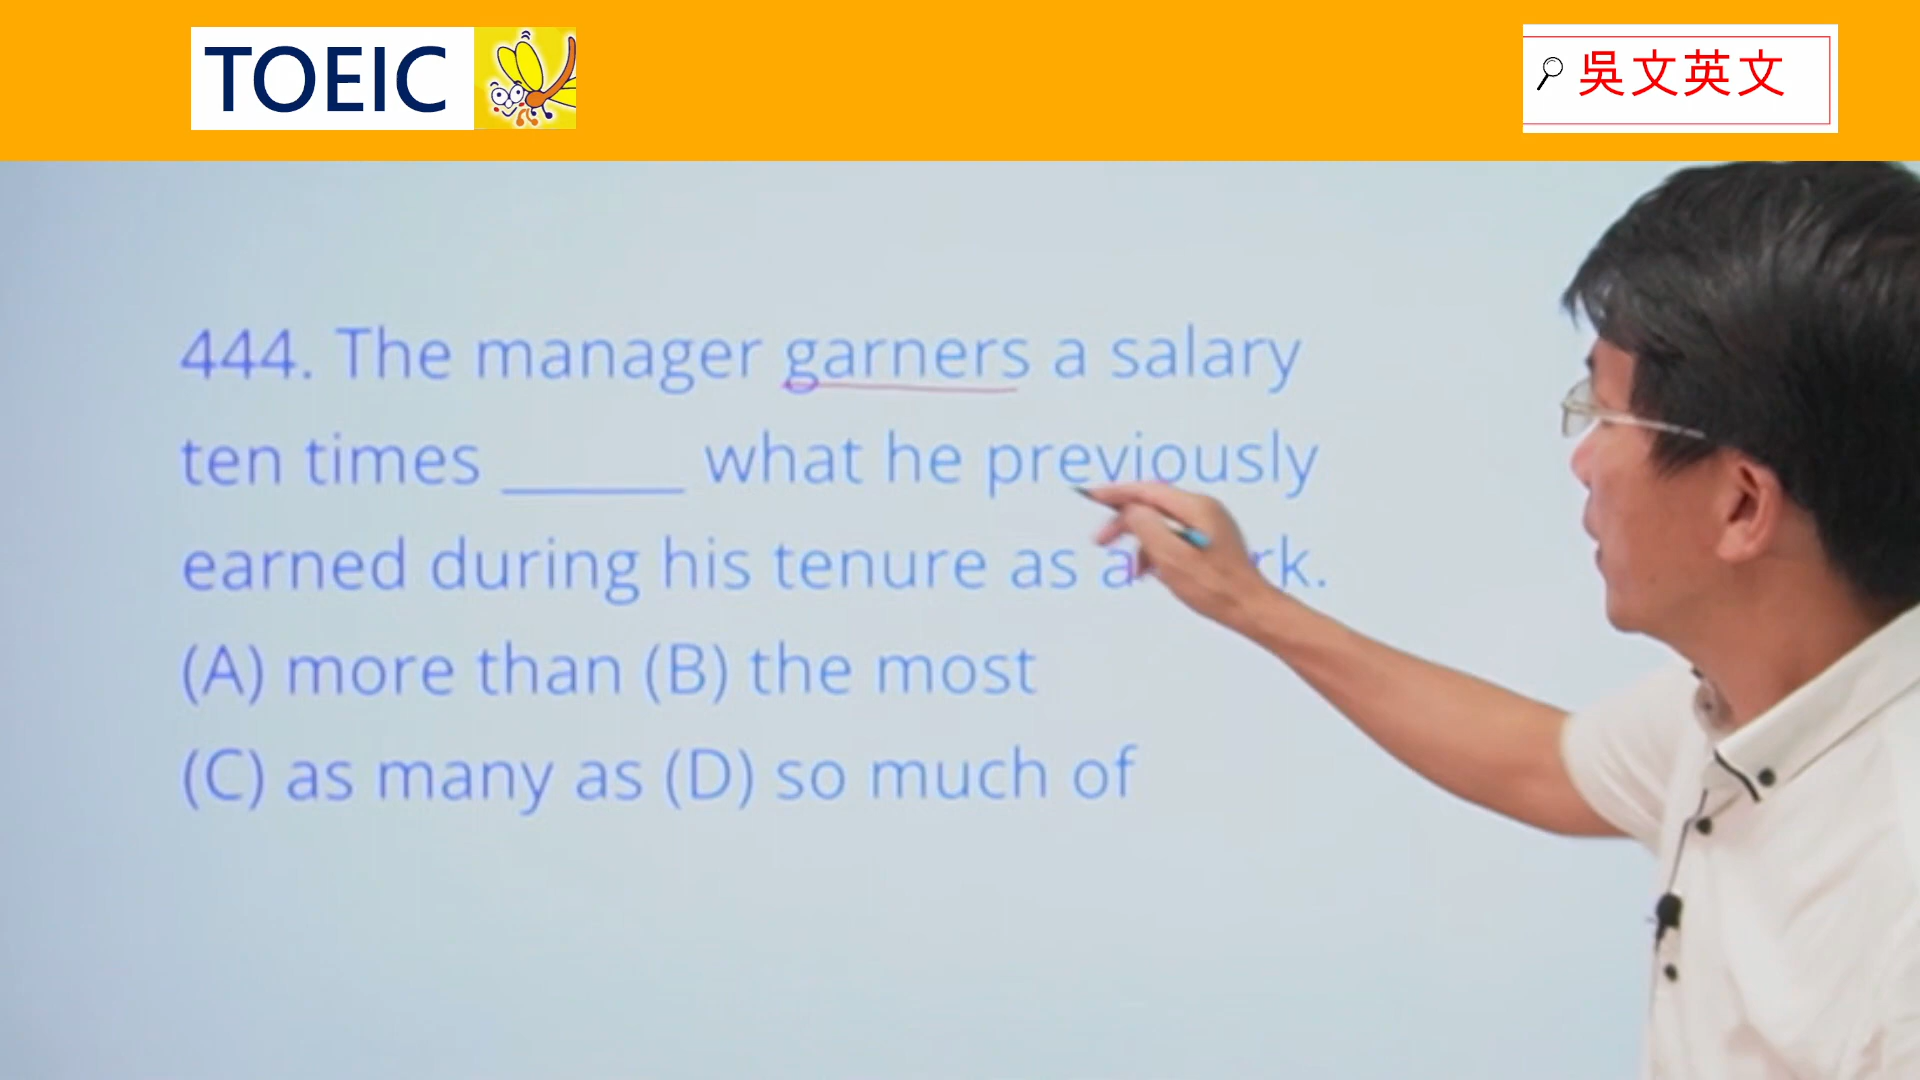 TOEIC
吳文英文
444. The manager garners a salary
ten times ______ what he previously
earned during his tenure as a
(A) more than (B) the most
(C) as many as (D) so much of